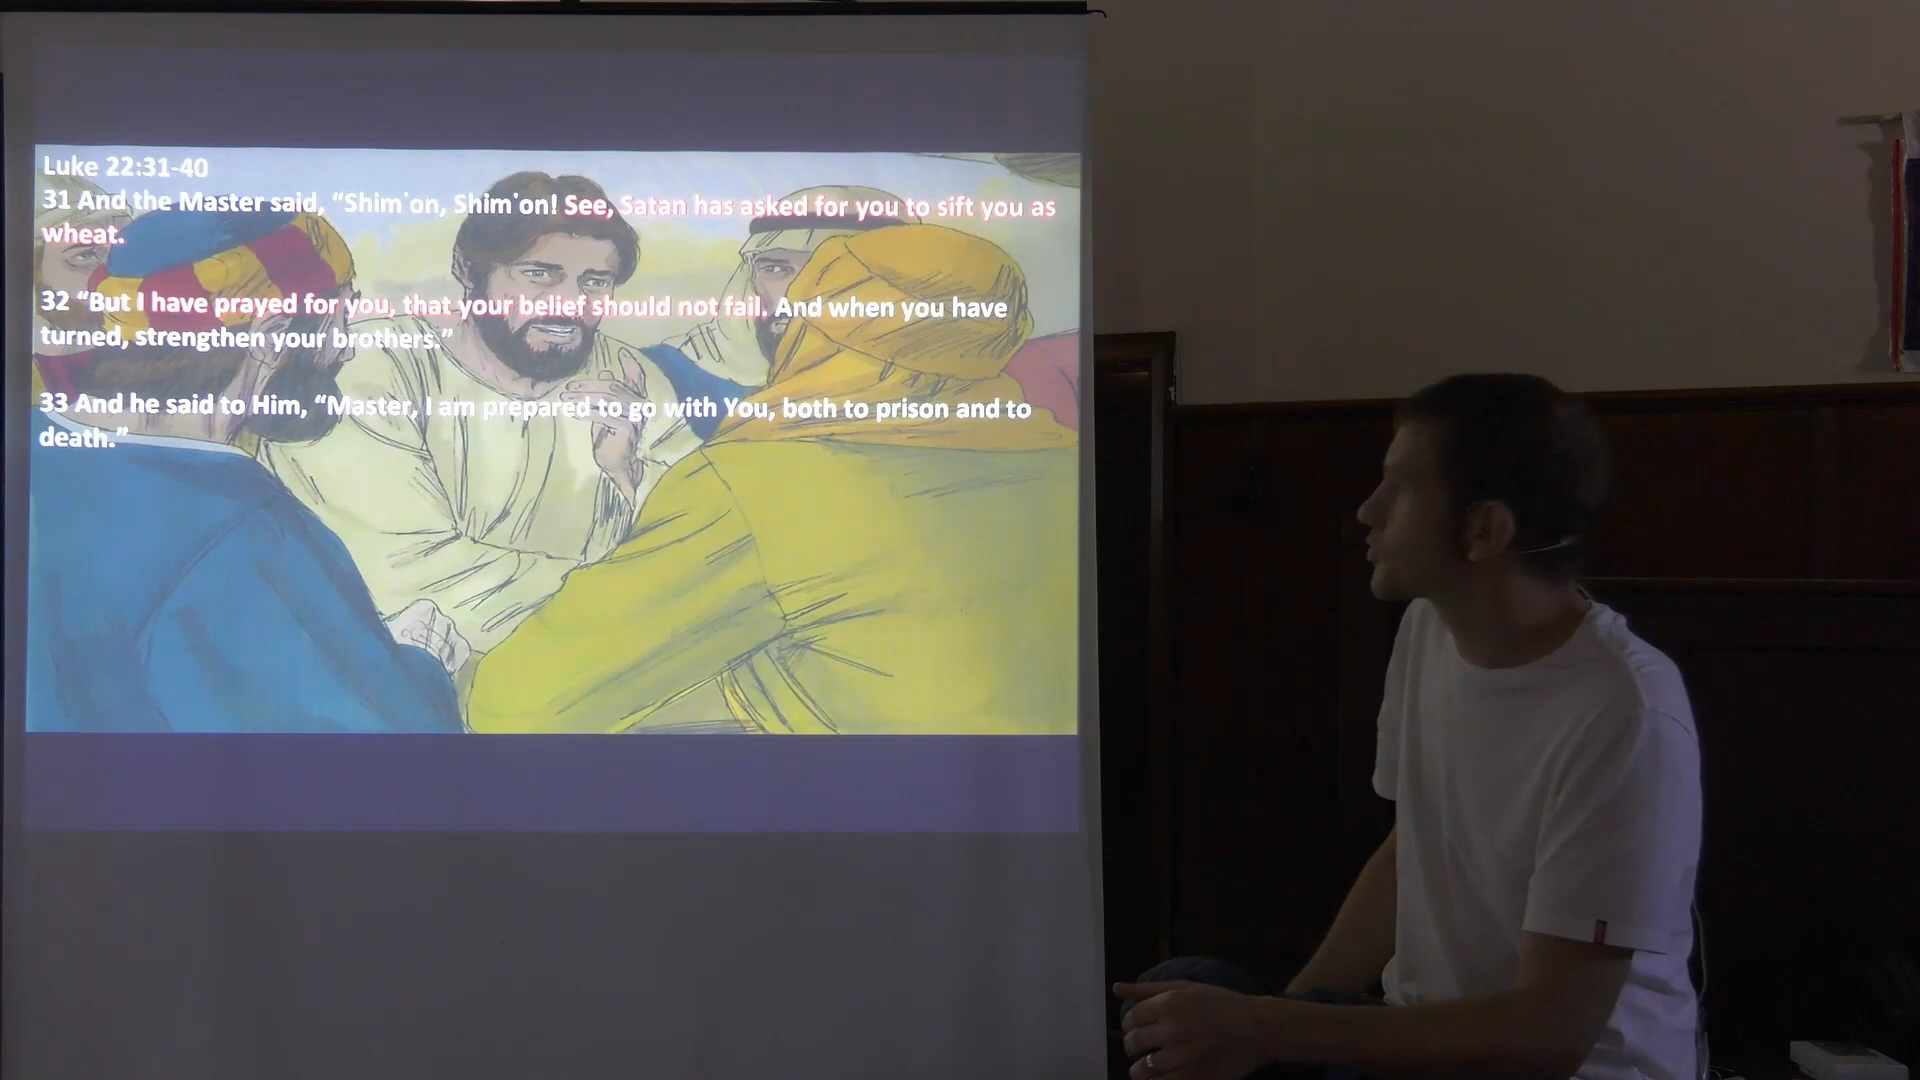 Luke 22:31-40
31 And the Master said, “Shim῾on, Shim῾on! See, Satan has asked for you to sift you as
wheat.
32 “But I have prayed for you, that your belief should not fail. And when you have
turned, strengthen your brothers.”
33 And he said to Him, “Master, I am prepared to go with You, both to prison and to
death.”